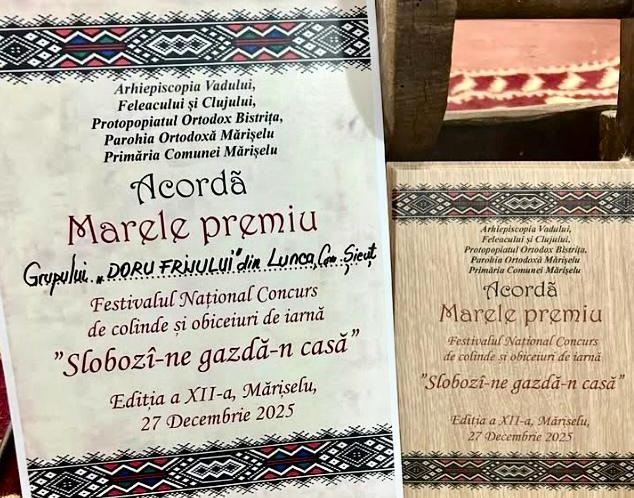 Arhiepiscopia Vadului,
Feleacului și Clujului,
Protopopiatul Ortodox Bistrița,
Parohia Ortodoxă Mărișelu
Primăria Comunei Mărișelu
Acordă
Marele premiu
Grupului „DORU FRIJULUI" din Lunca, Com. Șieuț
Festivalul Național Concurs
de colinde și obiceiuri de iarnă
"Slobozî-ne gazdă-n casă"
Ediția a XII-a, Mărișelu,
27 Decembrie 2025
Arhiepiscopia Vadului,
Feleacului și Clujului,
Protopopiatul Ortodox Bistrița,
Parohia Ortodoxă Mărișelu
Primăria Comunei Mărișelu
Acordă
Marele premiu
Festivalul Național Concurs
de colinde și obiceiuri de iarnă
"Slobozî-ne gazdă-n casă"
Ediția a XII-a, Mărișelu,
27 Decembrie 2025